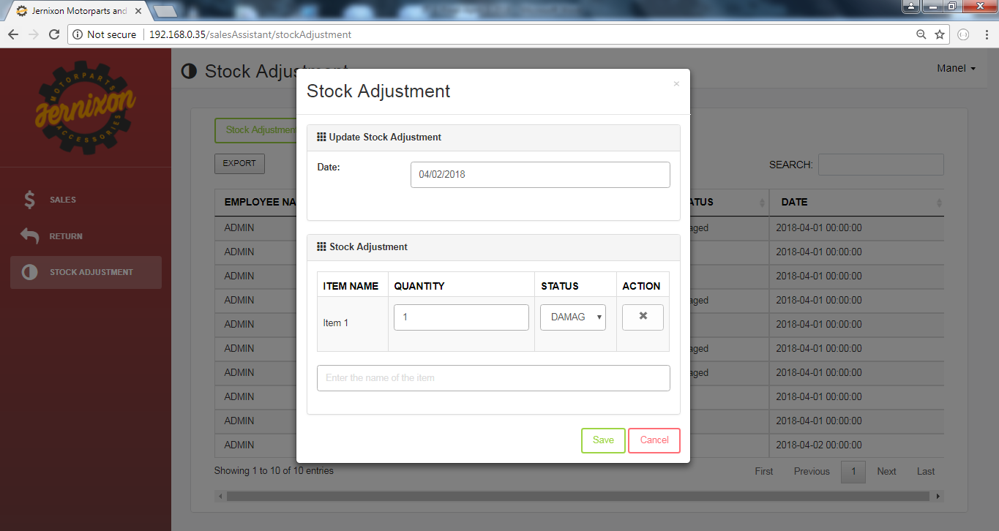 Jernixon Motorparts and
Not secure
192.168.0.35/salesAssistant/stockAdjustment
MOTORPARTS
Jernixon
ACCESSORIES
SALES
RETURN
STOCK ADJUSTMENT
Stock Adjustment
Manel
Stock Adjustment
EXPORT
SEARCH:
EMPLOYEE NA
ATUS
DATE
ADMIN
aged
2018-04-01 00:00:00
ADMIN
2018-04-01 00:00:00
ADMIN
2018-04-01 00:00:00
ADMIN
aged
2018-04-01 00:00:00
ADMIN
2018-04-01 00:00:00
ADMIN
aged
2018-04-01 00:00:00
ADMIN
aged
2018-04-01 00:00:00
ADMIN
2018-04-01 00:00:00
ADMIN
2018-04-01 00:00:00
ADMIN
2018-04-02 00:00:00
Showing 1 to 10 of 10 entries
First
Previous
1
Next
Last
Stock Adjustment
×
Update Stock Adjustment
Date:
04/02/2018
Stock Adjustment
ITEM NAME
QUANTITY
STATUS
ACTION
Item 1
1
DAMAG
Enter the name of the item
Save
Cancel